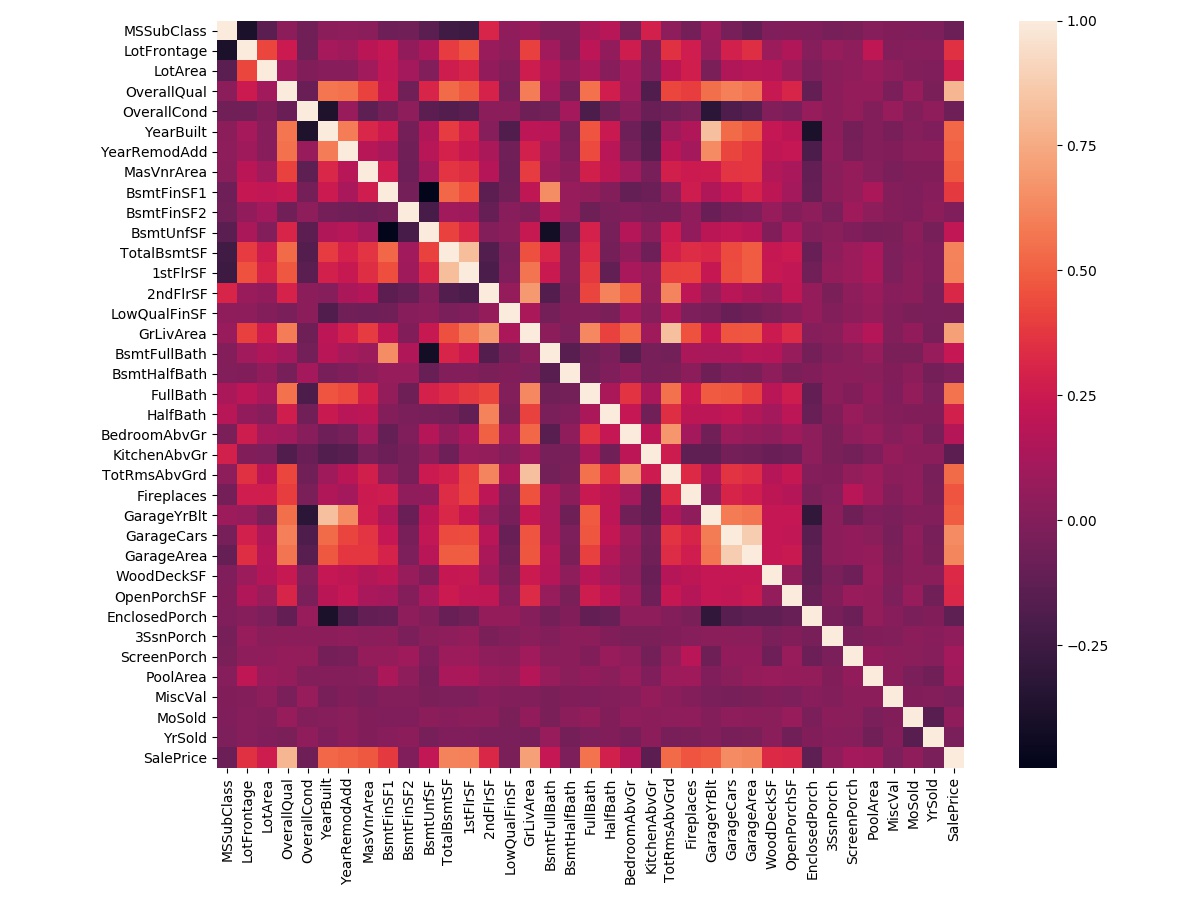 MSSubClass
LotFrontage
LotArea
OverallQual
OverallCond
YearBuilt
YearRemodAdd
MasVnrArea
BsmtFinSF1
BsmtFinSF2
BsmtUnfSF
TotalBsmtSF
1stFlrSF
2ndFlrSF
LowQualFinSF
GrLivArea
BsmtFullBath
BsmtHalfBath
FullBath
HalfBath
BedroomAbvGr
KitchenAbvGr
TotRmsAbvGrd
Fireplaces
GarageYrBlt
GarageCars
GarageArea
WoodDeckSF
OpenPorchSF
EnclosedPorch
3SsnPorch
ScreenPorch
PoolArea
MiscVal
MoSold
YrSold
SalePrice
MSSubClass
LotFrontage
LotArea
OverallQual
OverallCond
YearBuilt
YearRemodAdd
MasVnrArea
BsmtFinSF1
BsmtFinSF2
BsmtUnfSF
TotalBsmtSF
1stFlrSF
2ndFlrSF
LowQualFinSF
GrLivArea
BsmtFullBath
BsmtHalfBath
FullBath
HalfBath
BedroomAbvGr
KitchenAbvGr
TotRmsAbvGrd
Fireplaces
GarageYrBlt
GarageCars
GarageArea
WoodDeckSF
OpenPorchSF
EnclosedPorch
3SsnPorch
ScreenPorch
PoolArea
MiscVal
MoSold
YrSold
SalePrice
1.00
0.75
0.50
0.25
0.00
−0.25